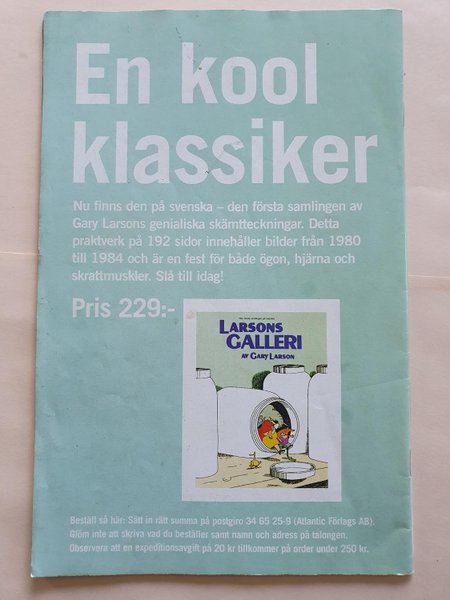 En kool
klassiker
Nu finns den på svenska – den första samlingen av
Gary Larsons genialiska skämtteckningar. Detta
praktverk på 192 sidor innehåller bilder från 1980
till 1984 och är en fest för både ögon, hjärna och
skrattmuskler. Slå till idag!
Pris 229:-
LARSONS
GALLERI
AV GARY LARSON
Beställ så här: Sätt in rätt summa på postgiro 34 65 25-9 (Atlantic Förlags AB).
Glöm inte att skriva vad du beställer samt namn och adress på talongen.
Observera att en expeditionsavgift på 20 kr tillkommer på order under 250 kr.